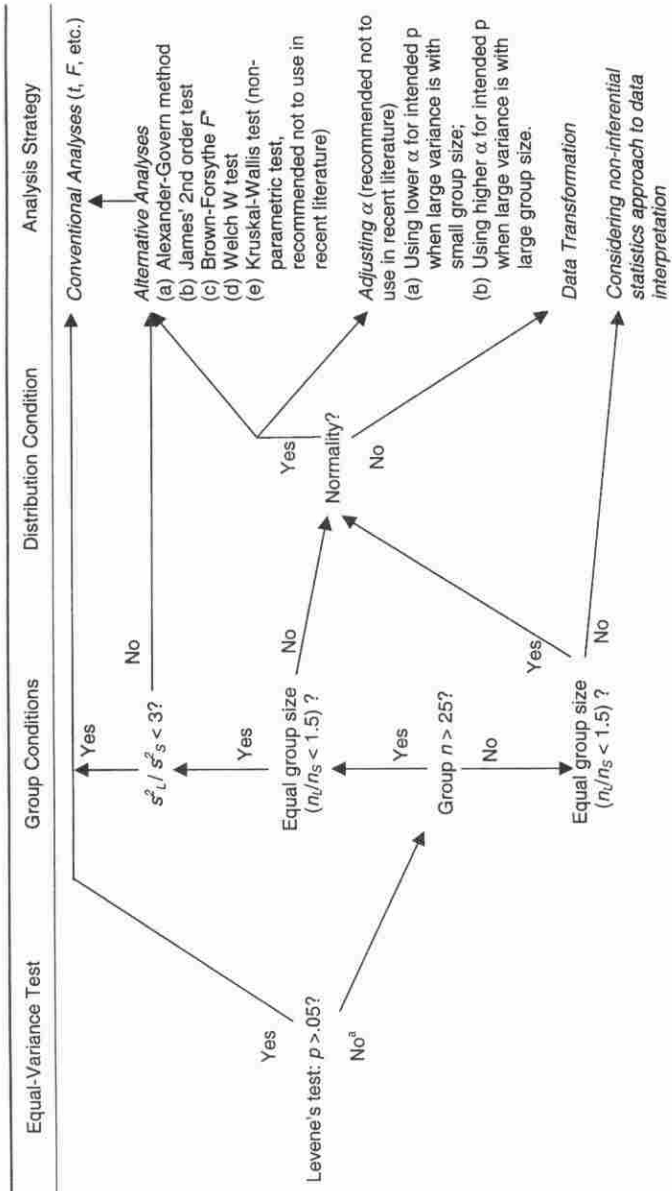 Equal-Variance Test
Group Conditions
Distribution Condition
Analysis Strategy
Levene's test: p >.05?
Yes
Noᵃ
Yes
s²L / s²S < 3?
No
Yes
Equal group size
(nL/nS < 1.5) ?
No
Yes
Group n > 25?
No
Equal group size
(nL/nS < 1.5) ?
Yes
No
Yes
Normality?
No
Conventional Analyses (t, F, etc.)
Alternative Analyses
(a) Alexander-Govern method
(b) James' 2nd order test
(c) Brown-Forsythe F*
(d) Welch W test
(e) Kruskal-Wallis test (non-
parametric test,
recommended not to use in
recent literature)
Adjusting α (recommended not to
use in recent literature)
(a) Using lower α for intended p
when large variance is with
small group size;
(b) Using higher α for intended p
when large variance is with
large group size.
Data Transformation
Considering non-inferential
statistics approach to data
interpretation